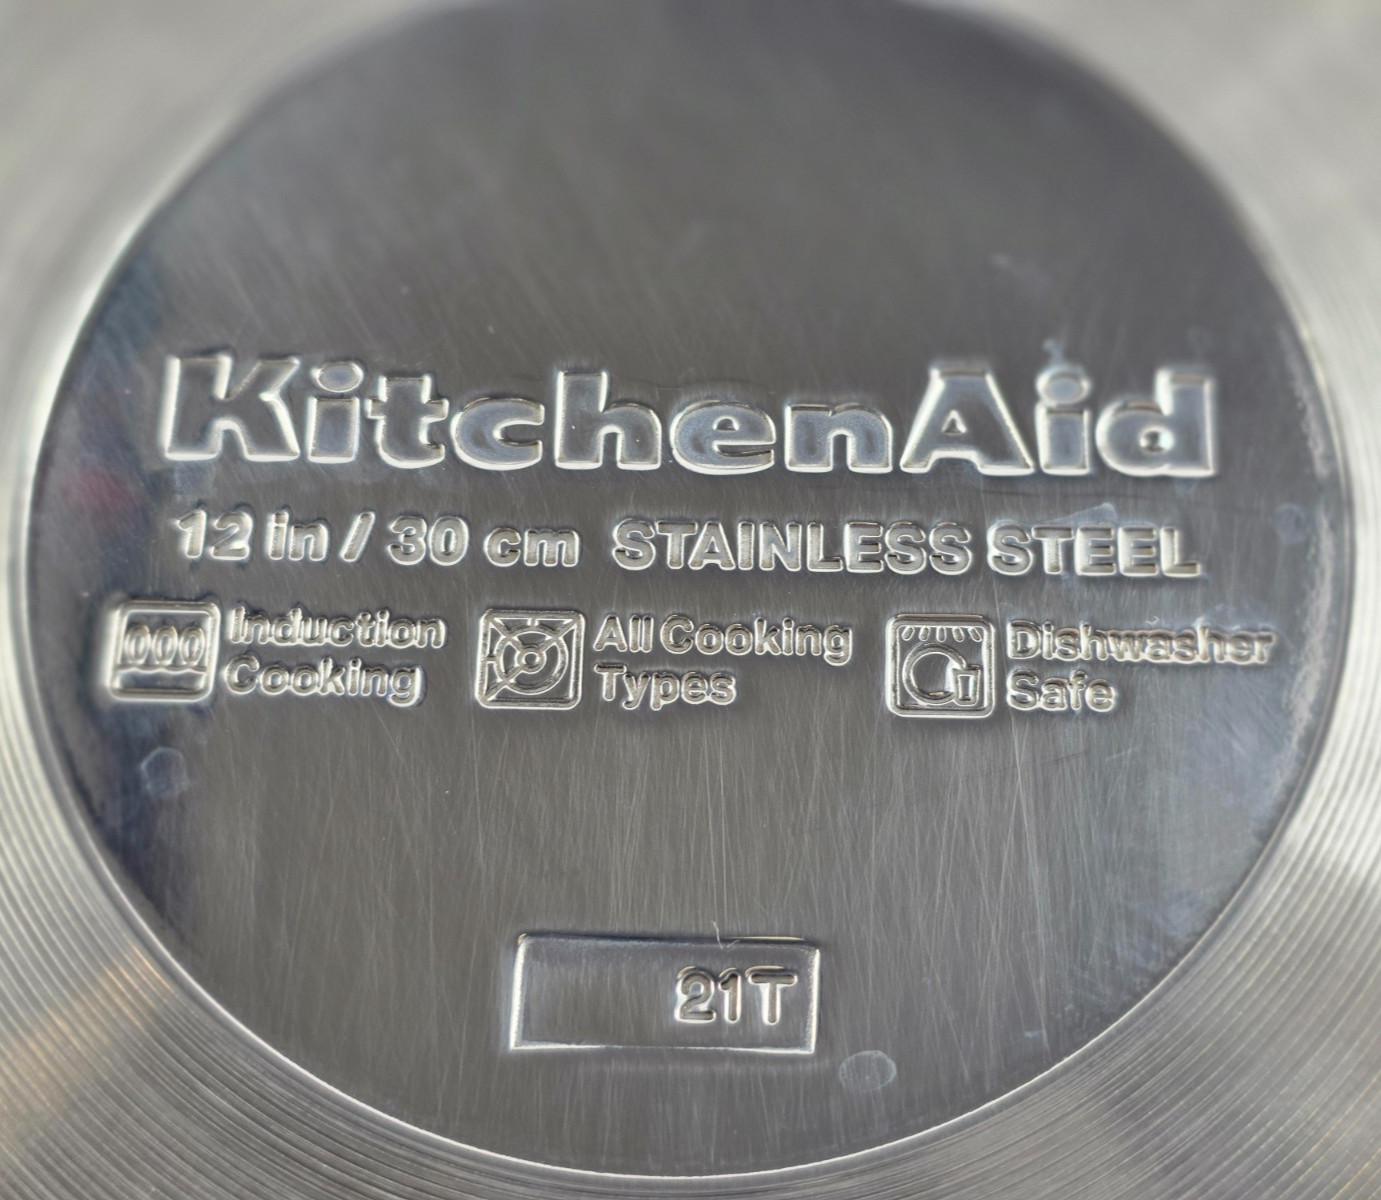 KitchenAid
12 in / 30 cm STAINLESS STEEL
Induction Cooking
All Cooking Types
Dishwasher Safe
21T